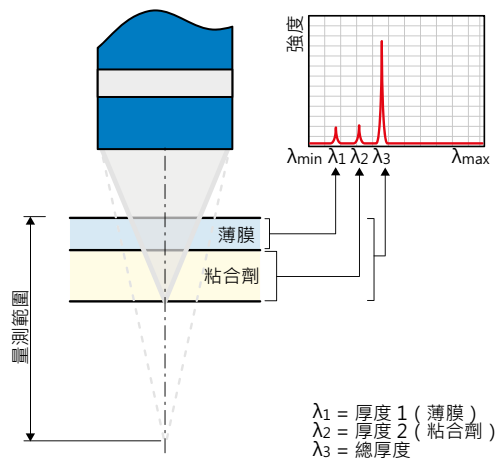 強度
λmin λ1 λ2 λ3 λmax
薄膜
粘合劑
量測範圍
λ1 = 厚度 1 ( 薄膜 )
λ2 = 厚度 2 ( 粘合劑 )
λ3 = 總厚度